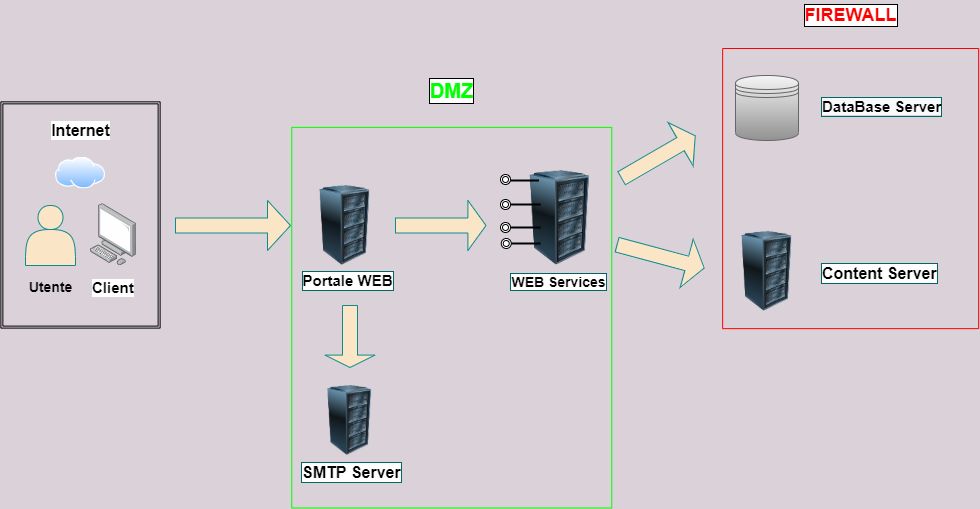 FIREWALL
DMZ
DataBase Server
Internet
Utente
Client
Portale WEB
WEB Services
Content Server
SMTP Server